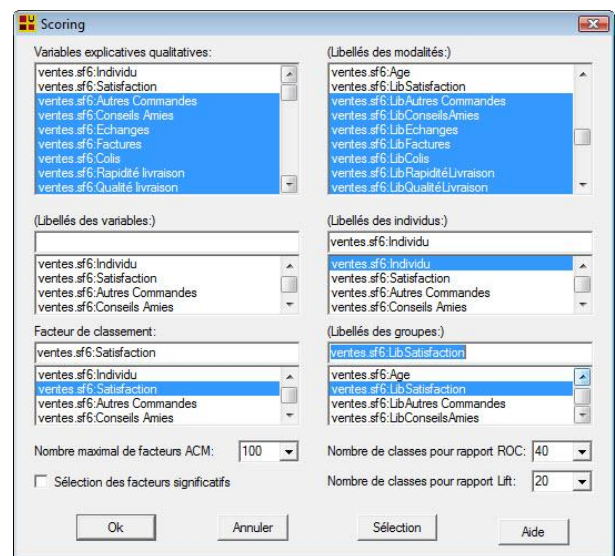 Scoring
Variables explicatives qualitatives:
ventes.sf6:Individu
ventes.sf6:Satisfaction
ventes.sf6:Autres Commandes
ventes.sf6:Conseils Amies
ventes.sf6:Echanges
ventes.sf6:Factures
ventes.sf6:Colis
ventes.sf6:Rapidité livraison
ventes.sf6:Qualité livraison
(Libellés des modalités:)
ventes.sf6:Age
ventes.sf6:LibSatisfaction
ventes.sf6:LibAutres Commandes
ventes.sf6:LibConseilsAmies
ventes.sf6:LibEchanges
ventes.sf6:LibFactures
ventes.sf6:LibColis
ventes.sf6:LibRapiditéLivraison
ventes.sf6:LibQualitéLivraison
(Libellés des variables:)
ventes.sf6:Individu
ventes.sf6:Satisfaction
ventes.sf6:Autres Commandes
ventes.sf6:Conseils Amies
(Libellés des individus:)
ventes.sf6:Individu
ventes.sf6:Individu
ventes.sf6:Satisfaction
ventes.sf6:Autres Commandes
ventes.sf6:Conseils Amies
Facteur de classement:
ventes.sf6:Satisfaction
ventes.sf6:Individu
ventes.sf6:Satisfaction
ventes.sf6:Autres Commandes
ventes.sf6:Conseils Amies
(Libellés des groupes:)
ventes.sf6:LibSatisfaction
ventes.sf6:Age
ventes.sf6:LibSatisfaction
ventes.sf6:LibAutres Commandes
ventes.sf6:LibConseilsAmies
Nombre maximal de facteurs ACM: 100
Nombre de classes pour rapport ROC: 40
Sélection des facteurs significatifs
Nombre de classes pour rapport Lift: 20
Ok
Annuler
Sélection
Aide